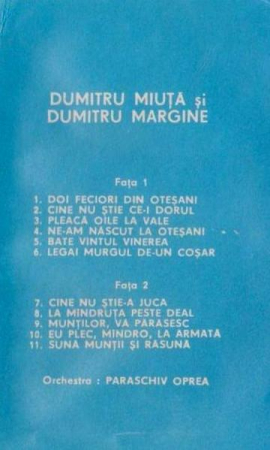 DUMITRU MIUȚĂ și
DUMITRU MARGINE
Fața 1
1. DOI FECIORI DIN OTEȘANI
2. CINE NU ȘTIE CE-I DORUL
3. PLEACĂ OILE LA VALE
4. NE-AM NĂSCUT LA OTEȘANI
5. BATE VÎNTUL VINEREA
6. LEGAI MURGUL DE-UN COȘAR
Fața 2
7. CINE NU ȘTIE-A JUCA
8. LA MÎNDRUȚA PESTE DEAL
9. MUNȚILOR, VĂ PĂRĂSESC
10. EU PLEC, MÎNDRO, LA ARMATĂ
11. SUNĂ MUNȚII ȘI RĂSUNĂ
Orchestra : PARASCHIV OPREA